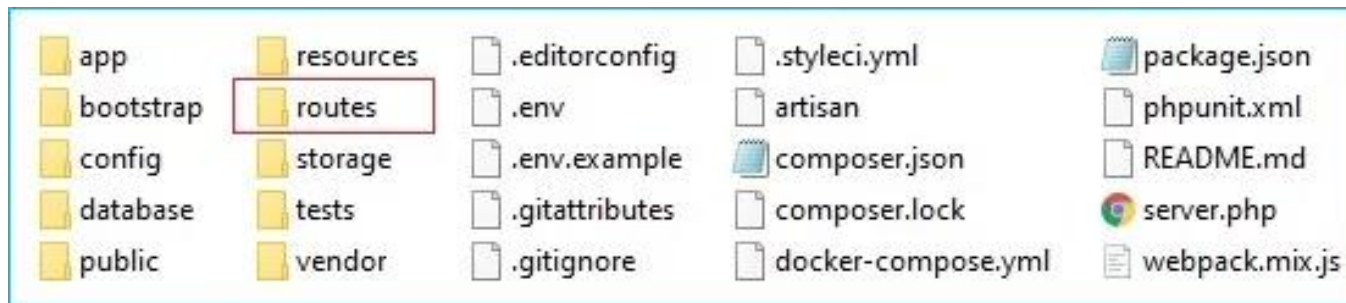 app
bootstrap
config
database
public
resources
routes
storage
tests
vendor
.editorconfig
.env
.env.example
.gitattributes
.gitignore
.styleci.yml
artisan
composer.json
composer.lock
docker-compose.yml
package.json
phpunit.xml
README.md
server.php
webpack.mix.js